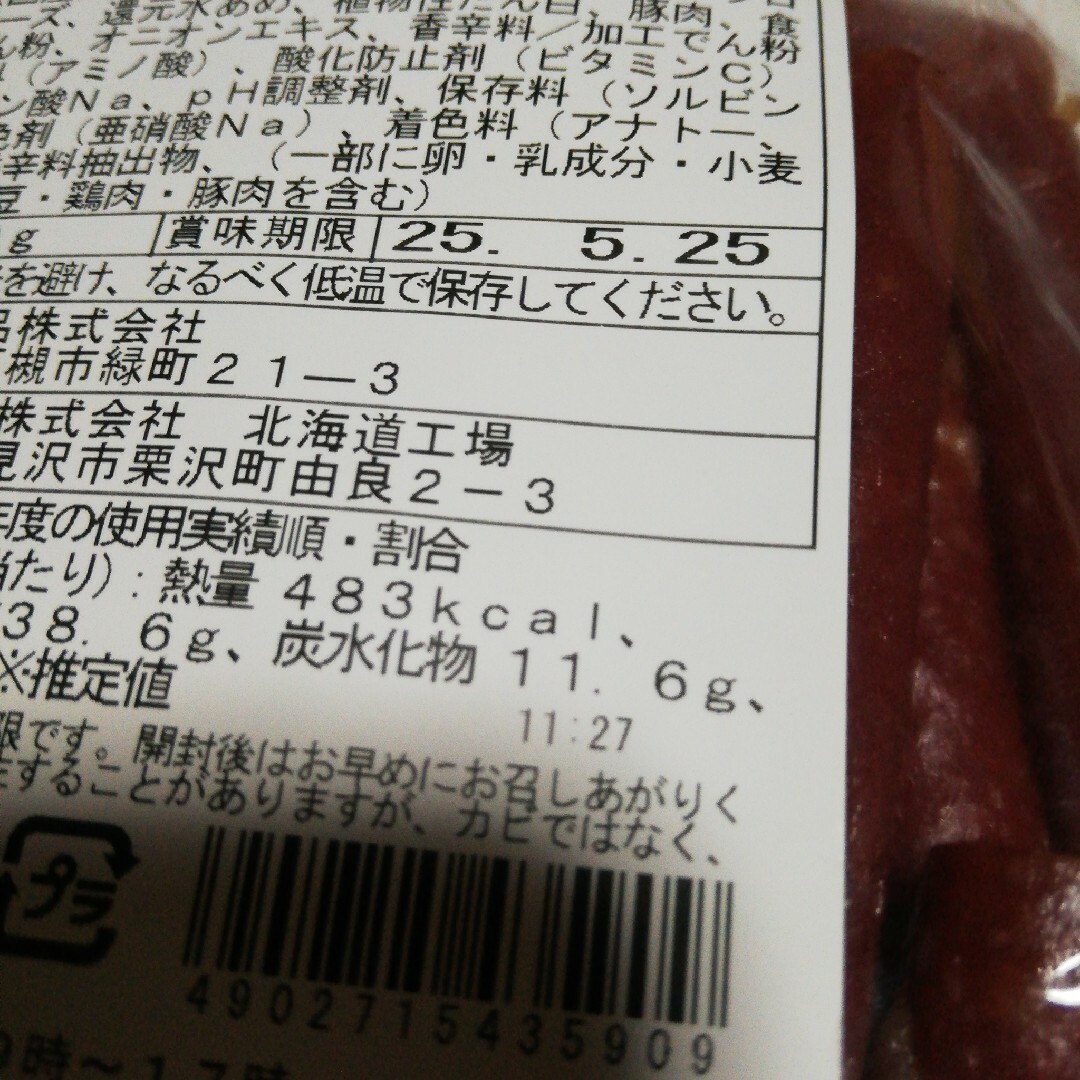 ーズ、還元水あめ、植物性たん白、豚肉、
ん粉、オニオンエキス、香辛料／加工でん粉
（アミノ酸）、酸化防止剤（ビタミンC）
ン酸Na、pH調整剤、保存料（ソルビン
色剤（亜硝酸Na）、着色料（アナトー、
辛料抽出物、（一部に卵・乳成分・小麦
豆・鶏肉・豚肉を含む）
g 賞味期限 25. 5.25
を避け、なるべく低温で保存してください。
品株式会社
槻市緑町21―3
株式会社 北海道工場
見沢市栗沢町由良2－3
年度の使用実績順・割合
当たり）：熱量 483kcal、
38.6g、炭水化物 11.6g、
※推定値
11:27
限です。開封後はお早めにお召しあがりく
生することがありますが、カビではなく、
プラ
4902715435909
9時～17時